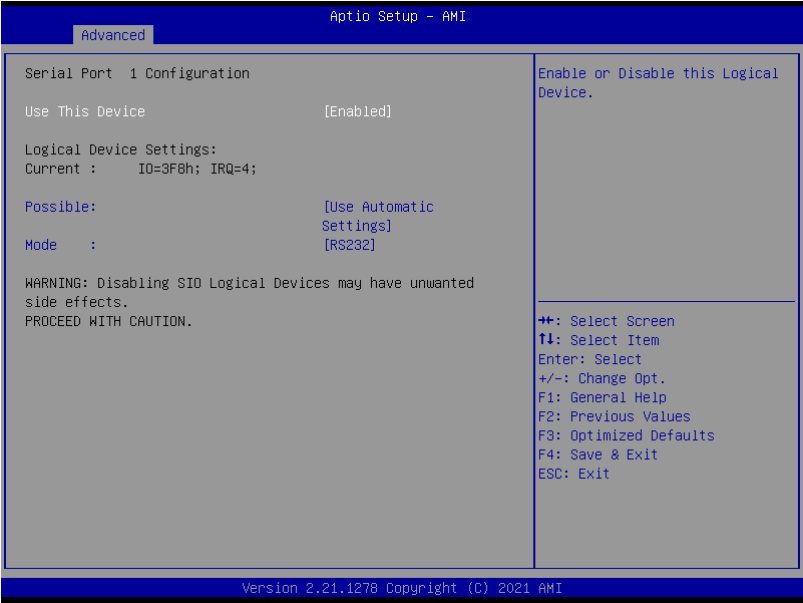 Aptio Setup - AMI
Advanced
Serial Port 1 Configuration
Use This Device [Enabled]
Logical Device Settings:
Current : IO=3F8h; IRQ=4;
Possible: [Use Automatic
Settings]
Mode : [RS232]
WARNING: Disabling SIO Logical Devices may have unwanted
side effects.
PROCEED WITH CAUTION.
Enable or Disable this Logical
Device.
→←: Select Screen
↑↓: Select Item
Enter: Select
+/-: Change Opt.
F1: General Help
F2: Previous Values
F3: Optimized Defaults
F4: Save & Exit
ESC: Exit
Version 2.21.1278 Copyright (C) 2021 AMI